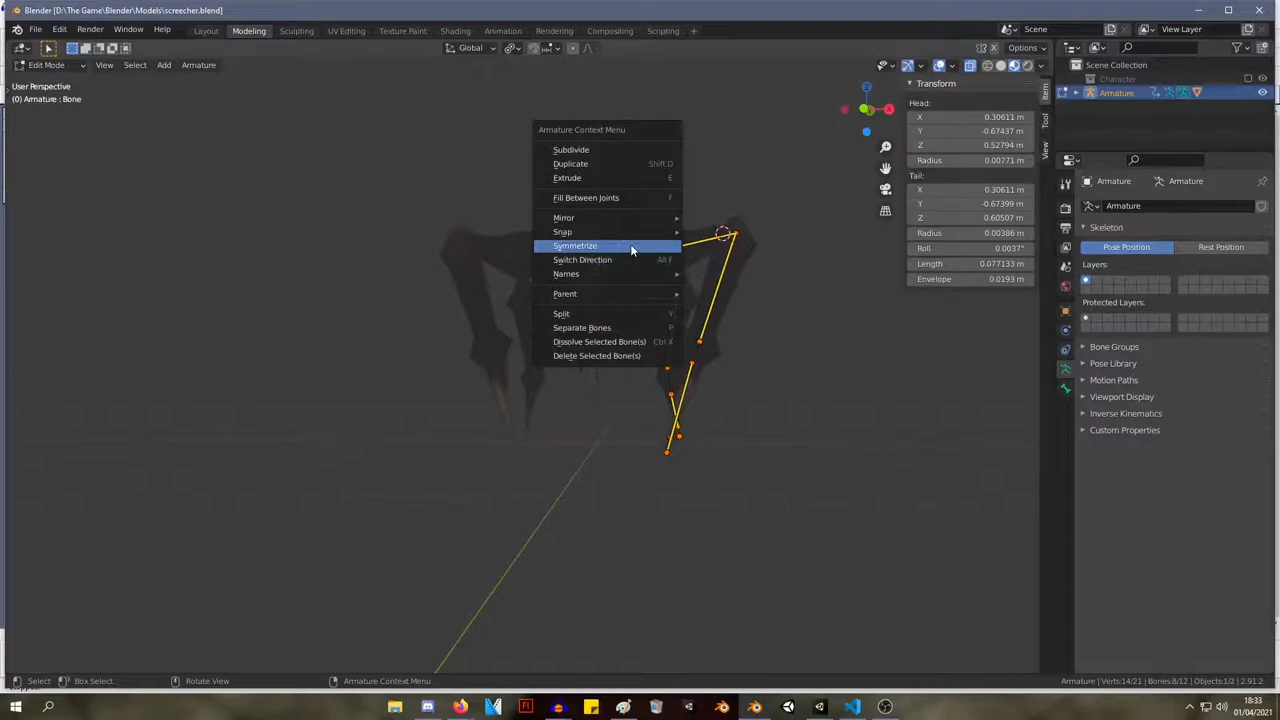 Blender [D:\The Game\Blender\Models\screecher.blend]
File Edit Render Window Help Layout Modeling Sculpting UV Editing Texture Paint Shading Animation Rendering Compositing Scripting + Scene View Layer
Global Options
Edit Mode View Select Add Armature
User Perspective
(0) Armature : Bone
Armature Context Menu
Subdivide
Duplicate Shift D
Extrude E
Fill Between Joints F
Mirror
Snap
Symmetrize
Switch Direction Alt F
Names
Parent
Split Y
Separate Bones P
Dissolve Selected Bone(s) Ctrl X
Delete Selected Bone(s)
Z
X
Transform
Head:
X 0.30611 m
Y -0.67437 m
Z 0.52794 m
Radius 0.00771 m
Tail:
X 0.30611 m
Y -0.67399 m
Z 0.60507 m
Radius 0.00386 m
Roll 0.0037°
Length 0.077133 m
Envelope 0.0193 m
Item
Tool
View
Scene Collection
Character
Armature
Armature Armature
Armature
Skeleton
Pose Position Rest Position
Layers:
Protected Layers:
Bone Groups
Pose Library
Motion Paths
Viewport Display
Inverse Kinematics
Custom Properties
Select Box Select Rotate View Armature Context Menu Armature | Verts:14/21 | Bones:8/12 | Objects:1/2 | 2.91.2
18:33
01/04/2021